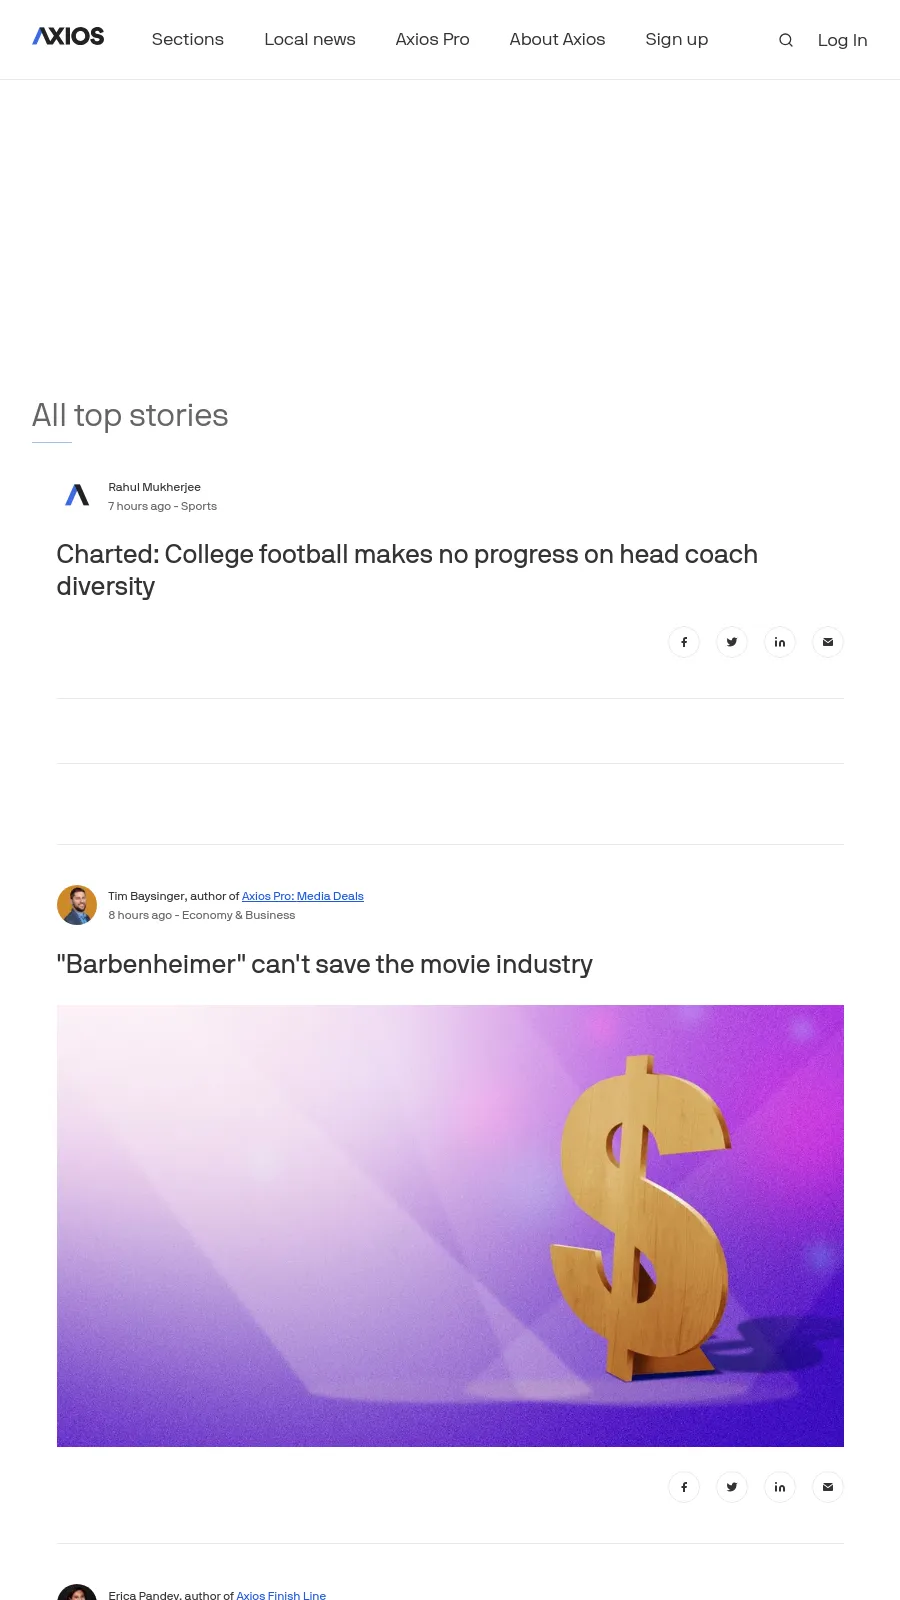 AXIOS
Sections
Local news
Axios Pro
About Axios
Sign up
Log In
All top stories
Rahul Mukherjee
7 hours ago - Sports
Charted: College football makes no progress on head coach
diversity
Tim Baysinger, author of Axios Pro: Media Deals
8 hours ago - Economy & Business
"Barbenheimer" can't save the movie industry
Erica Pandey, author of Axios Finish Line